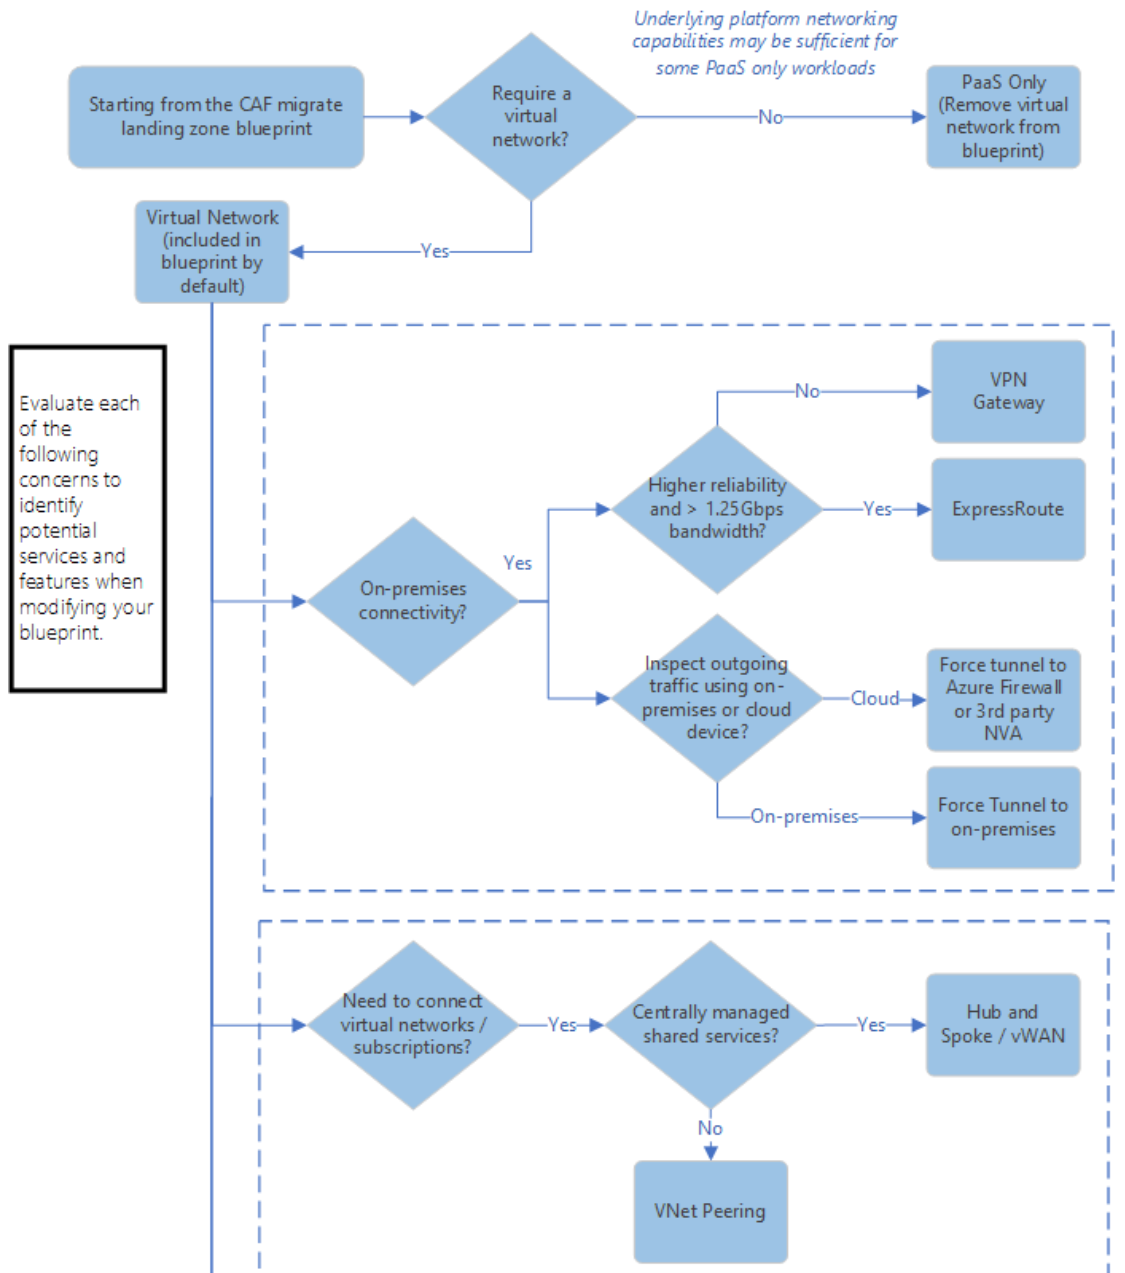 Underlying platform networking
capabilities may be sufficient for
some PaaS only workloads
Starting from the CAF migrate
landing zone blueprint
Require a
virtual
network?
No
PaaS Only
(Remove virtual
network from
blueprint)
Yes
Virtual Network
(included in
blueprint by
default)
Evaluate each
of the
following
concerns to
identify
potential
services and
features when
modifying your
blueprint.
On-premises
connectivity?
Yes
Higher reliability
and > 1.25Gbps
bandwidth?
No
VPN
Gateway
Yes
ExpressRoute
Inspect outgoing
traffic using on-
premises or cloud
device?
Cloud
Force tunnel to
Azure Firewall
or 3rd party
NVA
On-premises
Force Tunnel to
on-premises
Need to connect
virtual networks /
subscriptions?
Yes
Centrally managed
shared services?
Yes
Hub and
Spoke / vWAN
No
VNet Peering